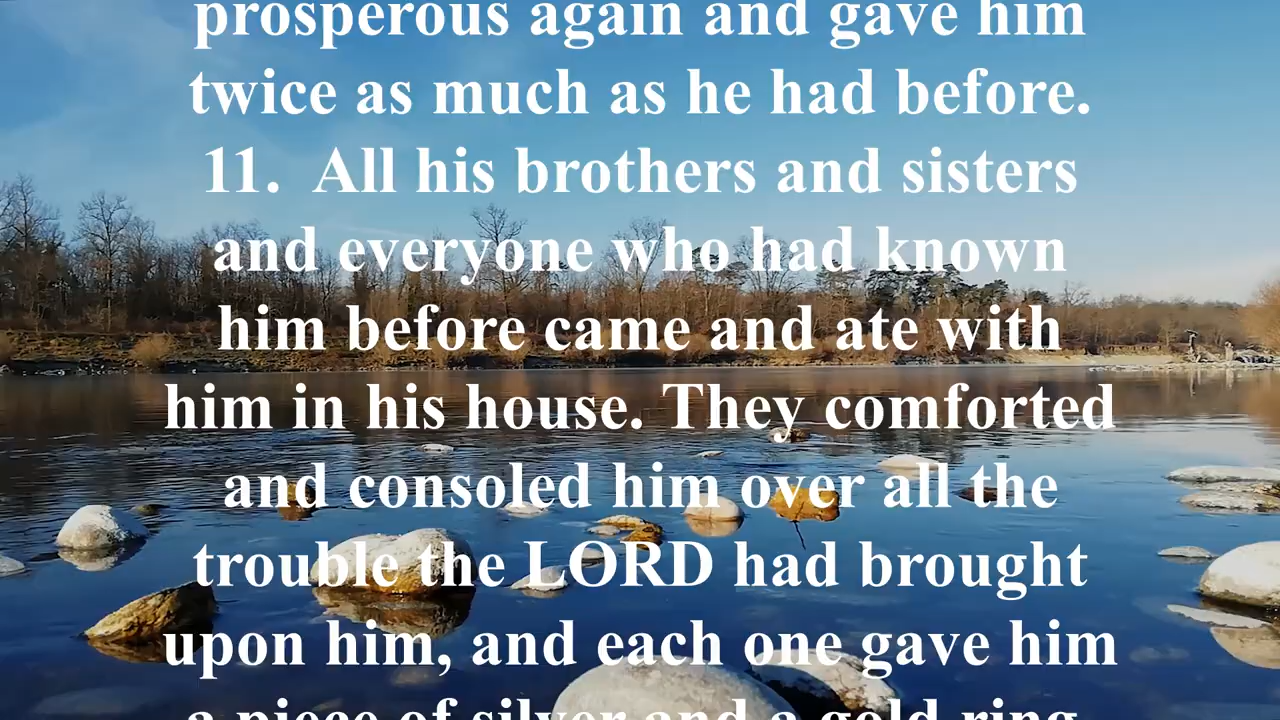 prosperous again and gave him
twice as much as he had before.
11.  All his brothers and sisters
and everyone who had known
him before came and ate with
him in his house. They comforted
and consoled him over all the
trouble the LORD had brought
upon him, and each one gave him
a piece of silver and a gold ring.